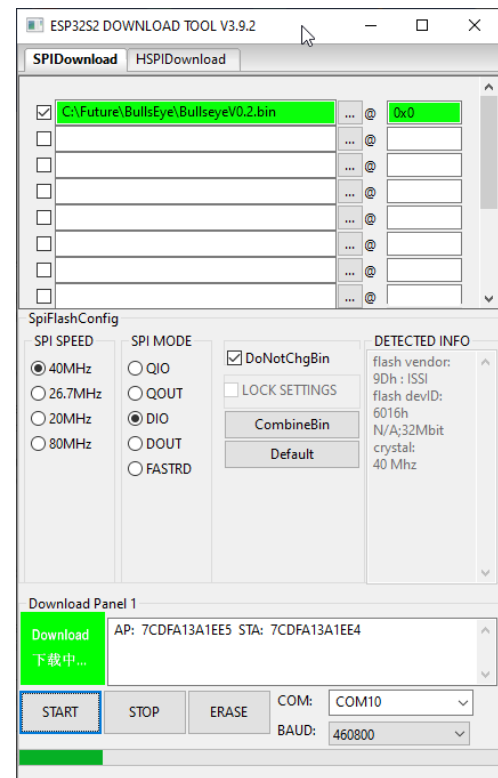 ESP32S2 DOWNLOAD TOOL V3.9.2
SPIDownload HSPIDownload
C:\Future\BullsEye\BullseyeV0.2.bin ... @ 0x0
... @
... @
... @
... @
... @
... @
... @
SpiFlashConfig
SPI SPEED
40MHz
26.7MHz
20MHz
80MHz
SPI MODE
QIO
QOUT
DIO
DOUT
FASTRD
DoNotChgBin
LOCK SETTINGS
CombineBin
Default
DETECTED INFO
flash vendor:
9Dh : ISSI
flash devID:
6016h
N/A;32Mbit
crystal:
40 Mhz
Download Panel 1
Download
下载中...
AP: 7CDFA13A1EE5 STA: 7CDFA13A1EE4
START STOP ERASE
COM: COM10
BAUD: 460800